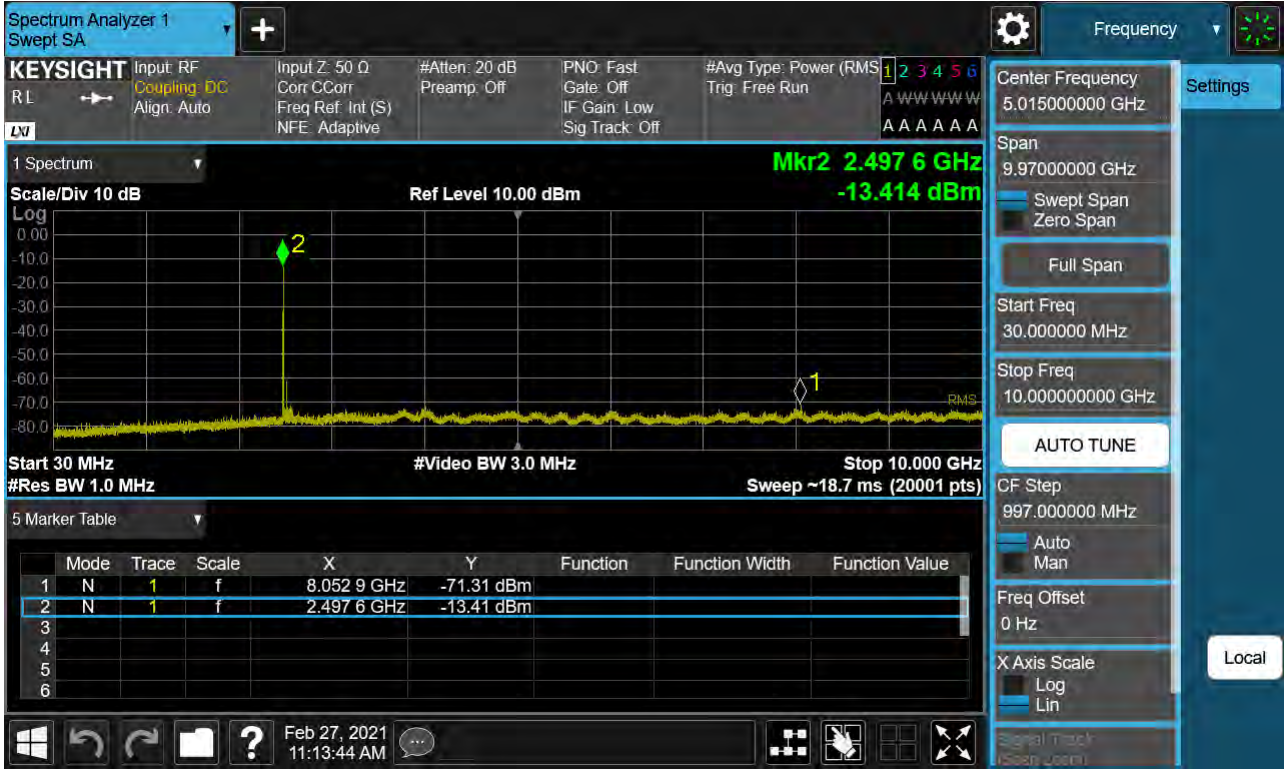 Spectrum Analyzer 1
Swept SA
+
Frequency
KEYSIGHT
RL
LXI
Input: RF
Coupling: DC
Align: Auto
Input Z: 50 Ω
Corr CCorr
Freq Ref: Int (S)
NFE: Adaptive
#Atten: 20 dB
Preamp: Off
PNO: Fast
Gate: Off
IF Gain: Low
Sig Track: Off
#Avg Type: Power (RMS
Trig: Free Run
1 2 3 4 5 6
A W W W W W
A A A A A A
1 Spectrum
Mkr2 2.497 6 GHz
-13.414 dBm
Scale/Div 10 dB
Ref Level 10.00 dBm
Log
0.00
-10.0
-20.0
-30.0
-40.0
-50.0
-60.0
-70.0
-80.0
2
1
RMS
Start 30 MHz
#Video BW 3.0 MHz
Stop 10.000 GHz
#Res BW 1.0 MHz
Sweep ~18.7 ms (20001 pts)
5 Marker Table
Mode Trace Scale X Y Function Function Width Function Value
1 N 1 f 8.052 9 GHz -71.31 dBm
2 N 1 f 2.497 6 GHz -13.41 dBm
3
4
5
6
Feb 27, 2021
11:13:44 AM
Center Frequency
5.015000000 GHz
Span
9.97000000 GHz
Swept Span
Zero Span
Full Span
Start Freq
30.000000 MHz
Stop Freq
10.000000000 GHz
AUTO TUNE
CF Step
997.000000 MHz
Auto
Man
Freq Offset
0 Hz
X Axis Scale
Log
Lin
Signal Track
(Span Zoom)
Settings
Local